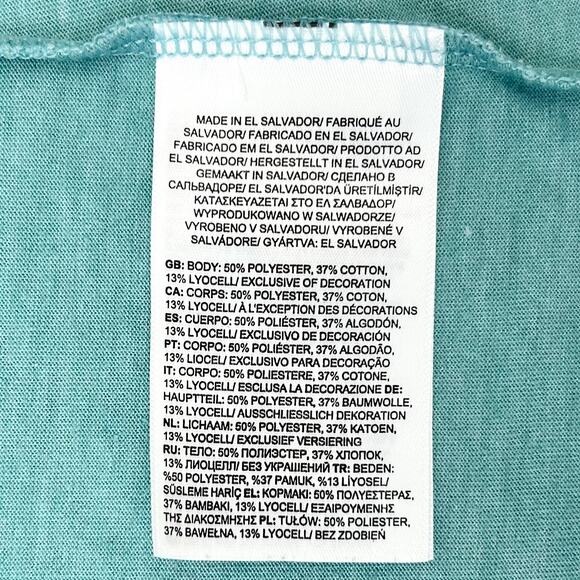 MADE IN EL SALVADOR/ FABRIQUÉ AU
SALVADOR/ FABRICADO EN EL SALVADOR/
FABRICADO EM EL SALVADOR/ PRODOTTO AD
EL SALVADOR/ HERGESTELLT IN EL SALVADOR/
GEMAAKT IN SALVADOR/ СДЕЛАНО В
САЛЬВАДОРЕ/ EL SALVADOR'DA ÜRETİLMİŞTİR/
ΚΑΤΑΣΚΕΥΑΖΕΤΑΙ ΣΤΟ ΕΛ ΣΑΛΒΑΔΟΡ/
WYPRODUKOWANO W SALWADORZE/
VYROBENO V SALVADORU/ VYROBENÉ V
SALVÁDORE/ GYÁRTVA: EL SALVADOR
GB: BODY: 50% POLYESTER, 37% COTTON,
13% LYOCELL/ EXCLUSIVE OF DECORATION
CA: CORPS: 50% POLYESTER, 37% COTON,
13% LYOCELL/ À L'EXCEPTION DES DÉCORATIONS
ES: CUERPO: 50% POLIÉSTER, 37% ALGODÓN,
13% LYOCELL/ EXCLUSIVO DE DECORACIÓN
PT: CORPO: 50% POLIÉSTER, 37% ALGODÃO,
13% LIOCEL/ EXCLUSIVO PARA DECORAÇÃO
IT: CORPO: 50% POLIESTERE, 37% COTONE,
13% LYOCELL/ ESCLUSA LA DECORAZIONE DE:
HAUPTTEIL: 50% POLYESTER, 37% BAUMWOLLE,
13% LYOCELL/ AUSSCHLIESSLICH DEKORATION
NL: LICHAAM: 50% POLYESTER, 37% KATOEN,
13% LYOCELL/ EXCLUSIEF VERSIERING
RU: ТЕЛО: 50% ПОЛИЭСТЕР, 37% ХЛОПОК,
13% ЛИОЦЕЛЛ/ БЕЗ УКРАШЕНИЙ TR: BEDEN:
%50 POLYESTER, %37 PAMUK, %13 LİYOSEL/
SÜSLEME HARİÇ EL: ΚΟΡΜΑΚΙ: 50% ΠΟΛΥΕΣΤΕΡΑΣ,
37% ΒΑΜΒΑΚΙ, 13% LYOCELL/ ΕΞΑΙΡΟΥΜΕΝΗΣ
ΤΗΣ ΔΙΑΚΟΣΜΗΣΗΣ PL: TUŁÓW: 50% POLIESTER,
37% BAWEŁNA, 13% LYOCELL/ BEZ ZDOBIEŃ